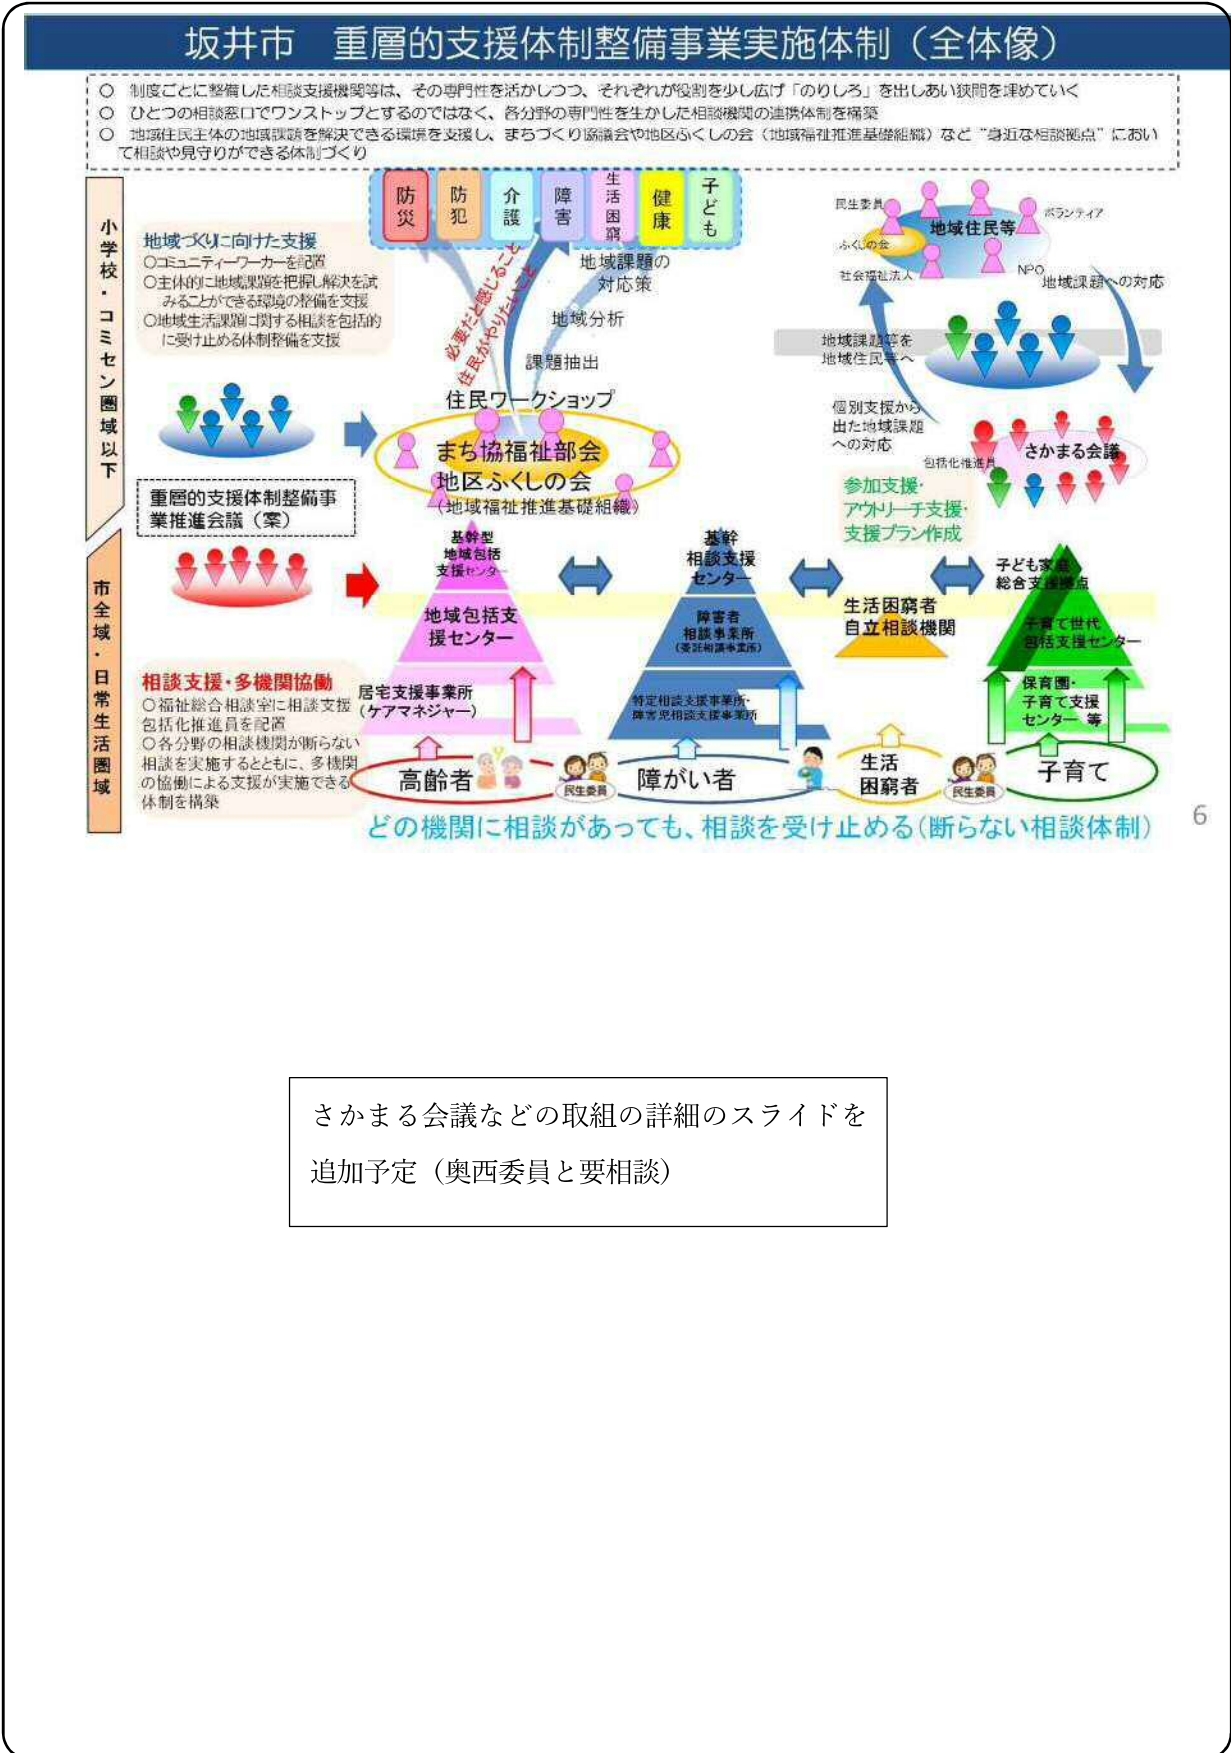 坂井市　重層的支援体制整備事業実施体制（全体像）
○　制度ごとに整備した相談支援機関等は、その専門性を活かしつつ、それぞれが役割を少し広げ「のりしろ」を出しあい狭間を埋めていく
○　ひとつの相談窓口でワンストップとするのではなく、各分野の専門性を生かした相談機関の連携体制を構築
○　地域住民主体の地域課題を解決できる環境を支援し、まちづくり協議会や地区ふくしの会（地域福祉推進基礎組織）など“身近な相談拠点”におい
て相談や見守りができる体制づくり
小学校・コミセン圏域以下
地域づくりに向けた支援
○コミュニティーワーカーを配置
○主体的に地域課題を把握し解決を試
みることができる環境の整備を支援
○地域生活課題に関する相談を包括的
に受け止める体制整備を支援
防災
防犯
介護
障害
生活困窮
健康
子ども
必要だと感じること
住民がやりたいこと
地域課題の
対応策
地域分析
課題抽出
住民ワークショップ
まち協福祉部会
地区ふくしの会
（地域福祉推進基礎組織）
民生委員
ボランティア
地域住民等
ふくしの会
社会福祉法人
NPO
地域課題への対応
地域課題等を
地域住民等へ
個別支援から
出た地域課題
への対応
包括化推進員
さかまる会議
参加支援・
アウトリーチ支援・
支援プラン作成
重層的支援体制整備事
業推進会議（案）
市全域・日常生活圏域
相談支援・多機関協働
○福祉総合相談室に相談支援
包括化推進員を配置
○各分野の相談機関が断らない
相談を実施するとともに、多機関
の協働による支援が実施できる
体制を構築
基幹型
地域包括
支援センター
地域包括支
援センター
居宅支援事業所
（ケアマネジャー）
基幹
相談支援
センター
障害者
相談事業所
（委託相談事業所）
特定相談支援事業所・
障害児相談支援事業所
生活困窮者
自立相談機関
子ども家庭
総合支援拠点
子育て世代
包括支援センター
保育園・
子育て支援
センター　等
高齢者
民生委員
障がい者
生活
困窮者
民生委員
子育て
どの機関に相談があっても、相談を受け止める（断らない相談体制）
6
さかまる会議などの取組の詳細のスライドを
追加予定（奥西委員と要相談）